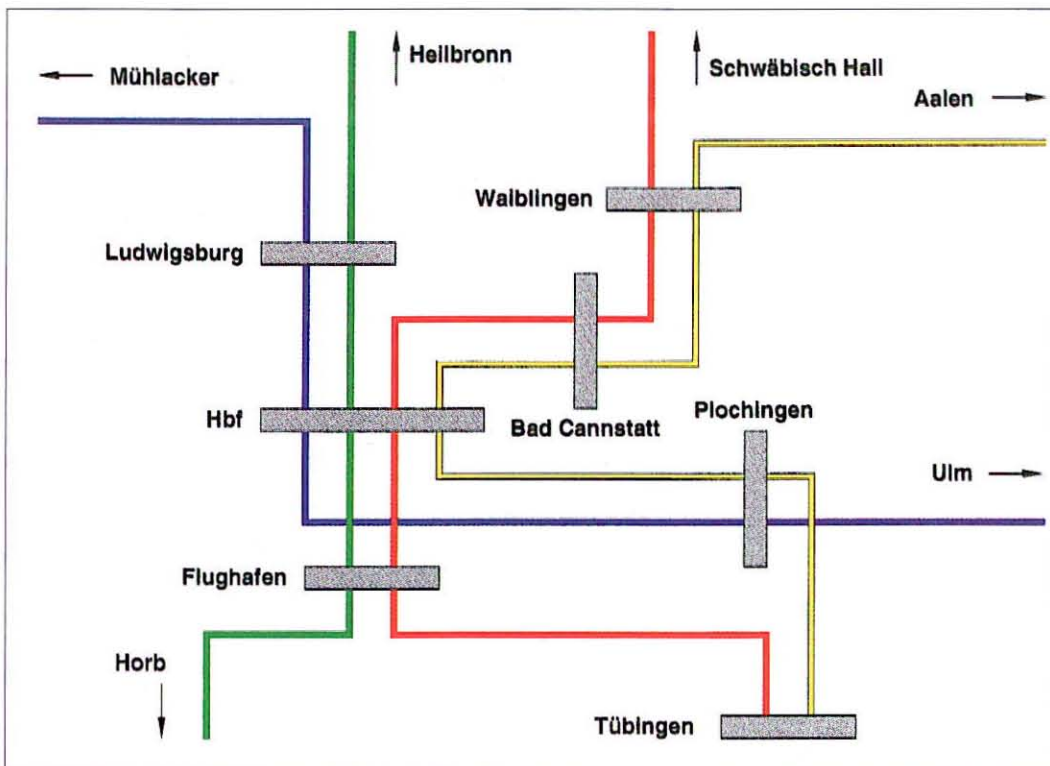 Heilbronn
Mühlacker
Schwäbisch Hall
Aalen
Waiblingen
Ludwigsburg
Plochingen
Hbf
Bad Cannstatt
Ulm
Flughafen
Horb
Tübingen